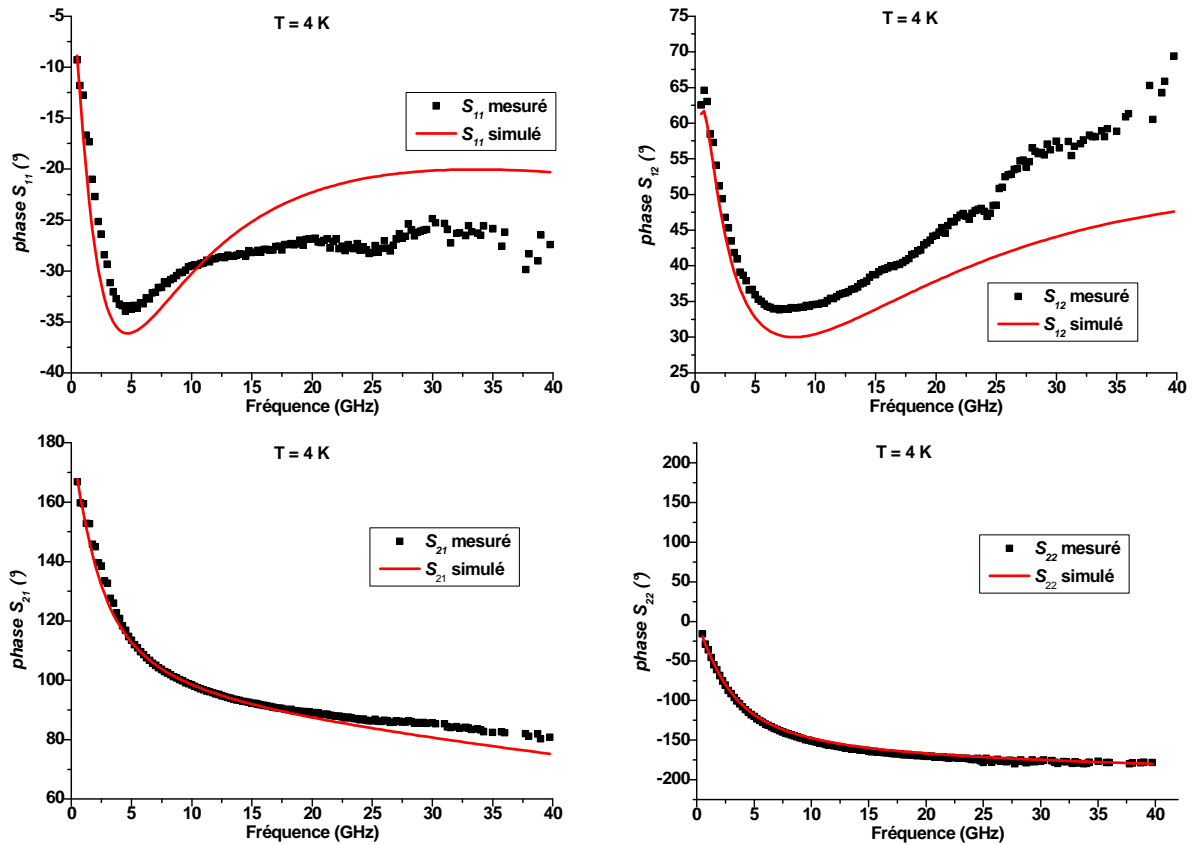 T = 4 K
-5
-10
-15
-20
-25
-30
-35
-40
phase S11 (°)
S11 mesuré
S11 simulé
0 5 10 15 20 25 30 35 40
Fréquence (GHz)
T = 4 K
75
70
65
60
55
50
45
40
35
30
25
phase S12 (°)
S12 mesuré
S12 simulé
0 5 10 15 20 25 30 35 40
Fréquence (GHz)
T = 4 K
180
160
140
120
100
80
60
phase S21 (°)
S21 mesuré
S21 simulé
0 5 10 15 20 25 30 35 40
Fréquence (GHz)
T = 4 K
200
150
100
50
0
-50
-100
-150
-200
phase S22 (°)
S22 mesuré
S22 simulé
0 5 10 15 20 25 30 35 40
Fréquence (GHz)